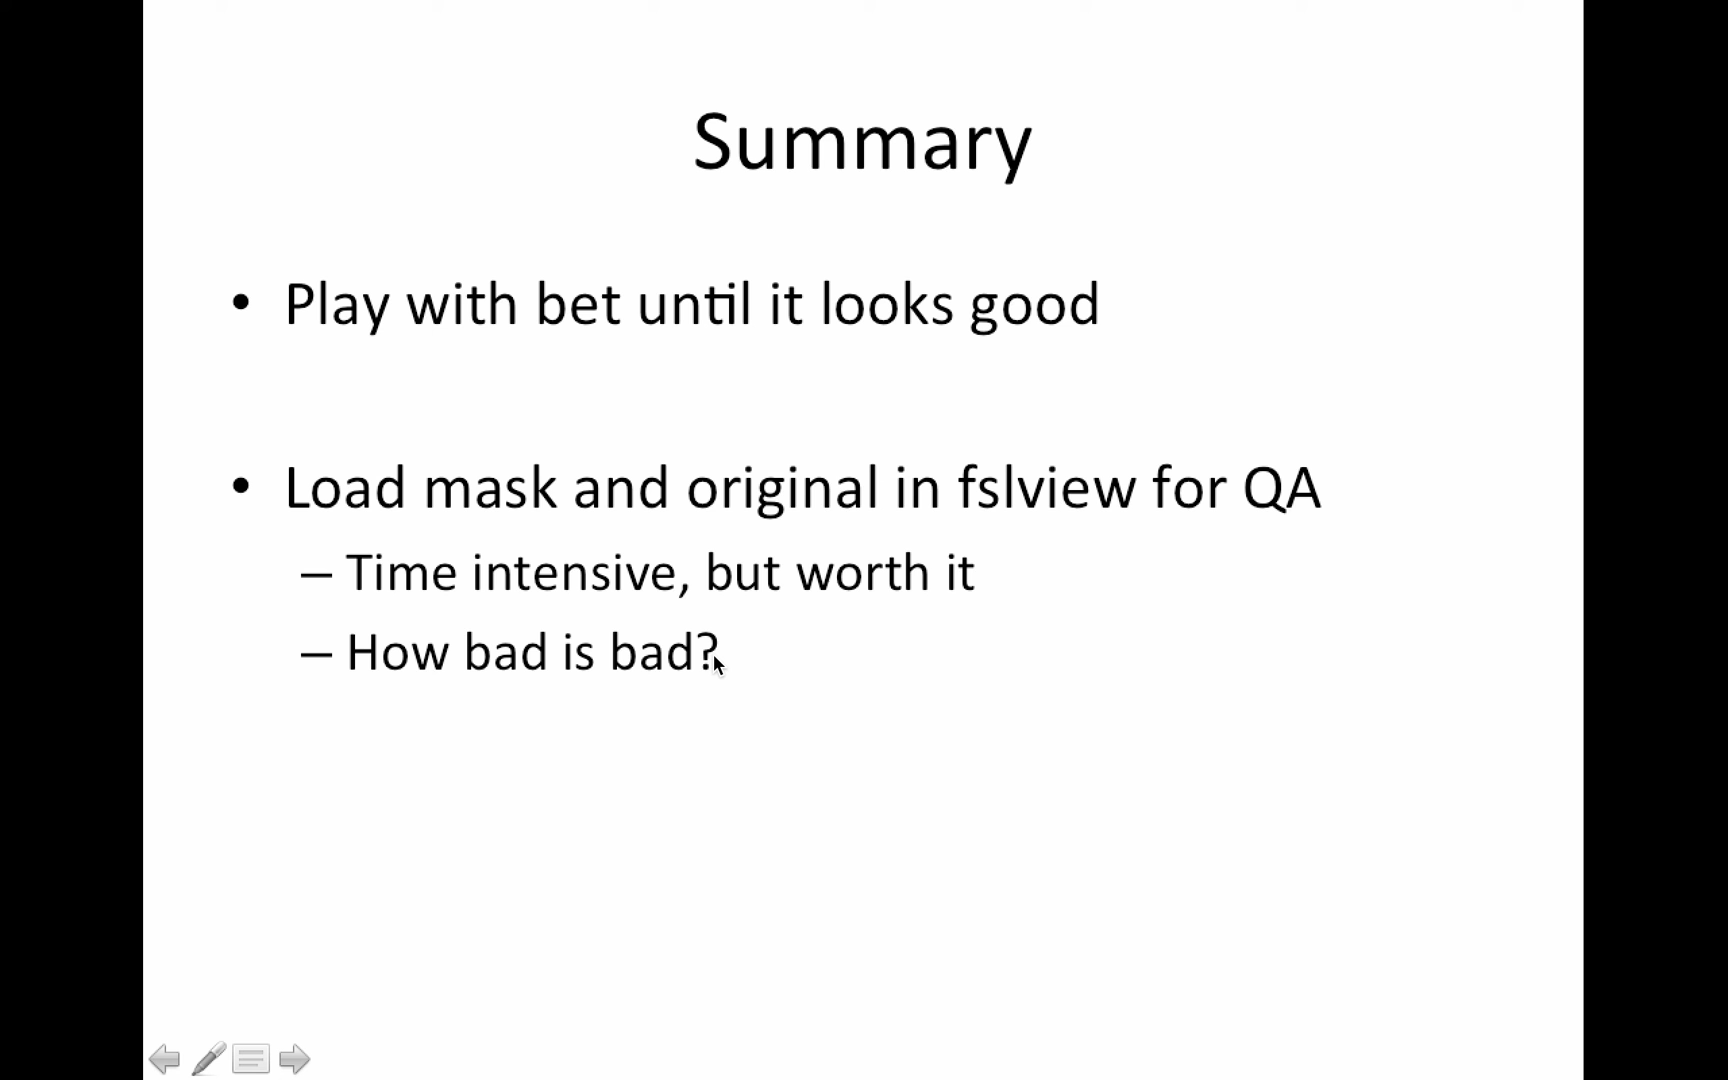 Summary
• Play with bet until it looks good
• Load mask and original in fslview for QA
– Time intensive, but worth it
– How bad is bad?